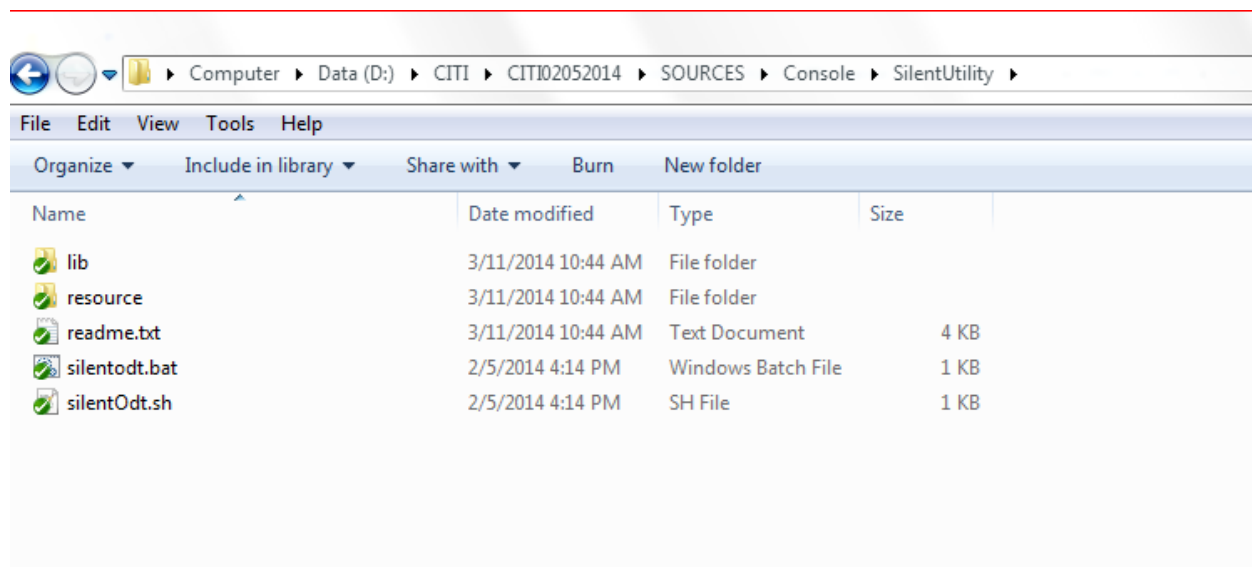 Computer Data (D:) CITI CITI02052014 SOURCES Console SilentUtility
File Edit View Tools Help
Organize Include in library Share with Burn New folder
Name Date modified Type Size
lib 3/11/2014 10:44 AM File folder
resource 3/11/2014 10:44 AM File folder
readme.txt 3/11/2014 10:44 AM Text Document 4 KB
silentodt.bat 2/5/2014 4:14 PM Windows Batch File 1 KB
silentOdt.sh 2/5/2014 4:14 PM SH File 1 KB